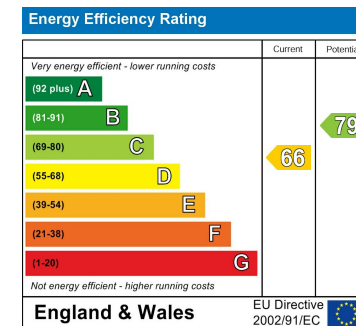 Energy Efficiency Rating
Current Potentia
Very energy efficient - lower running costs
(92 plus) A
(81-91) B
79
(69-80) C
66
(55-68) D
(39-54) E
(21-38) F
(1-20) G
Not energy efficient - higher running costs
England & Wales
EU Directive
2002/91/EC